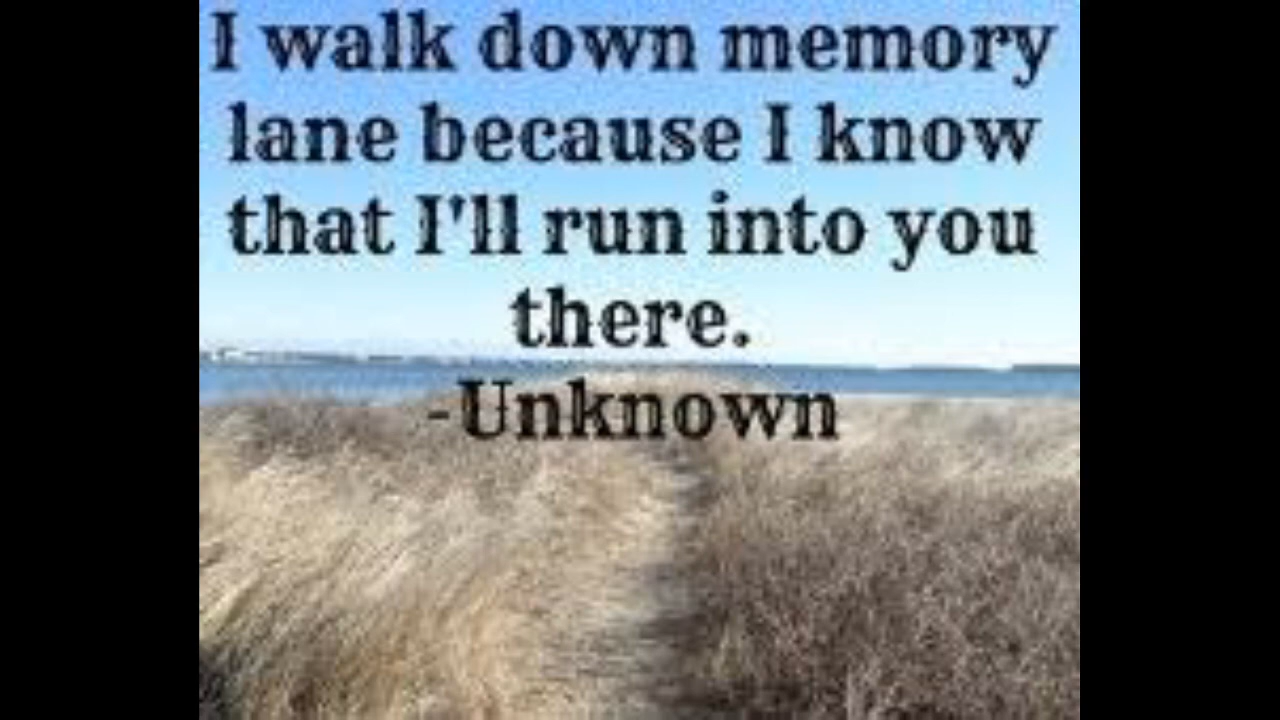 I walk down memory
lane because I know
that I'll run into you
there.
-Unknown